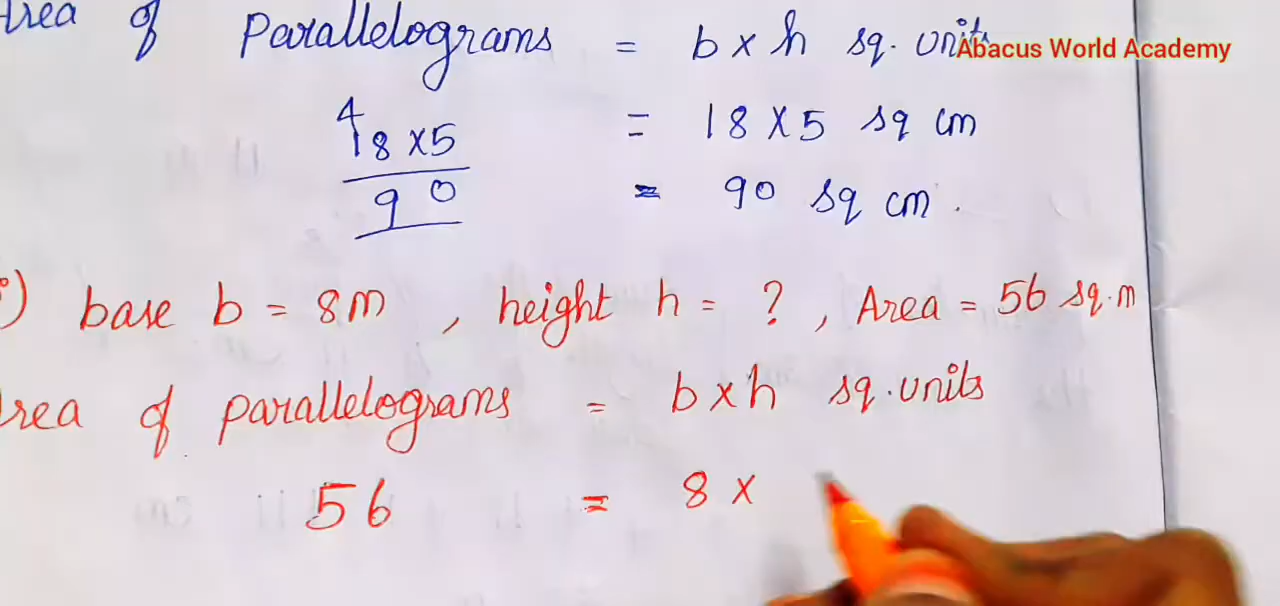 Area of Parallelograms = b x h sq. units
Abacus World Academy
18 x 5 = 18 x 5 sq cm
4
90 = 90 sq cm.
) base b = 8m, height h = ?, Area = 56 sq.m
rea of parallelograms = b x h sq.units
56 = 8 x